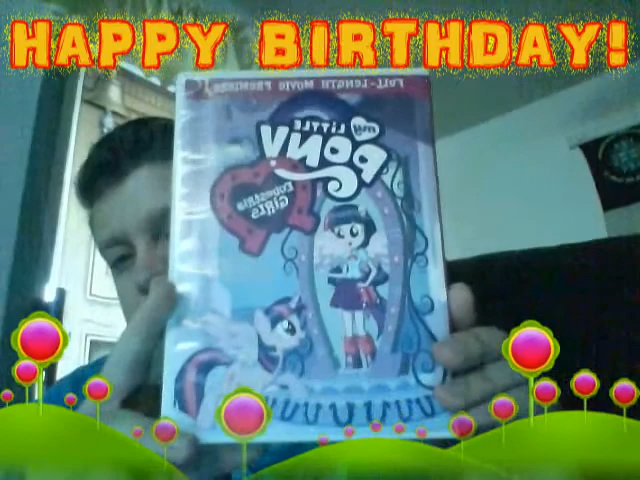 HAPPY BIRTHDAY!
FULL-LENGTH MOVIE PREMIERE
my
LITTLE
PONY
EQUESTRIA
GIRLS